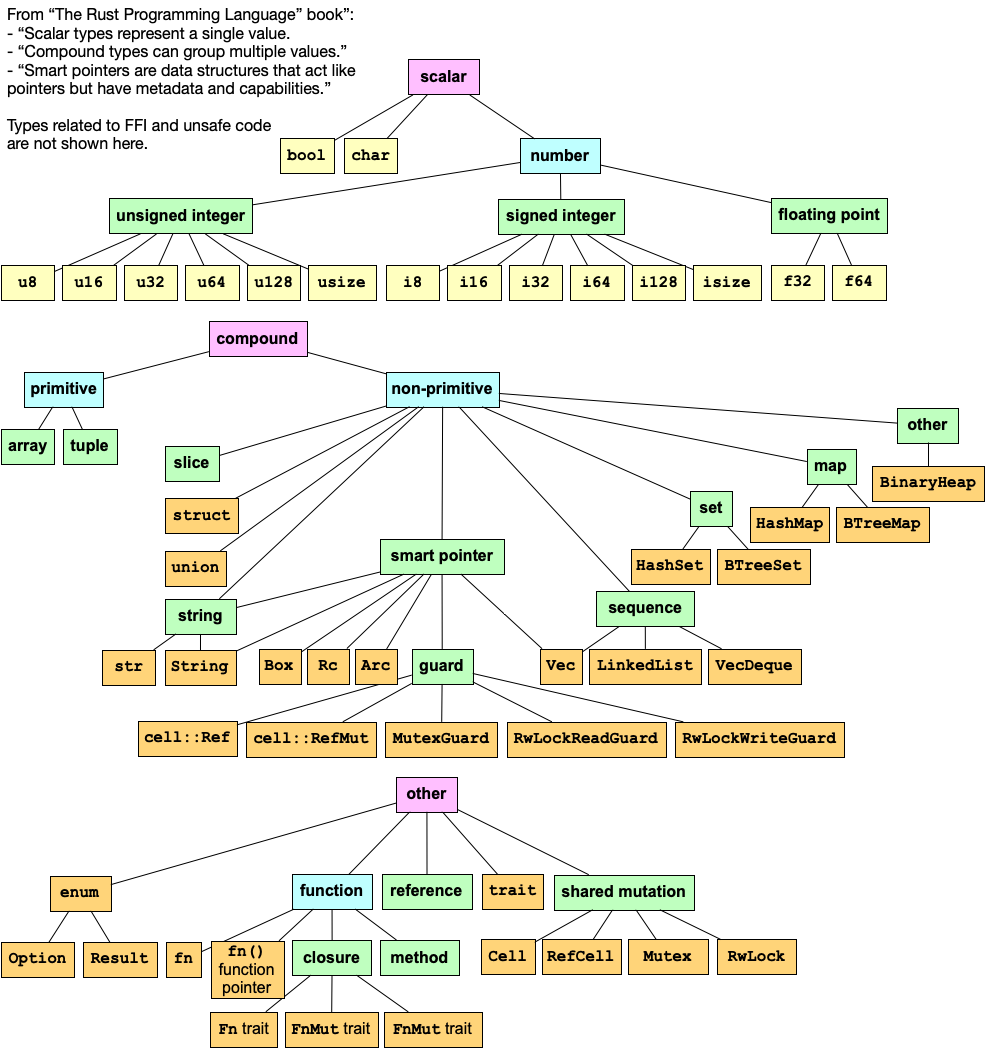 From “The Rust Programming Language” book”:
- “Scalar types represent a single value.
- “Compound types can group multiple values.”
- “Smart pointers are data structures that act like
pointers but have metadata and capabilities.”
Types related to FFI and unsafe code
are not shown here.
scalar
bool
char
number
unsigned integer
signed integer
floating point
u8
u16
u32
u64
u128
usize
i8
i16
i32
i64
i128
isize
f32
f64
compound
primitive
non-primitive
array
tuple
slice
struct
union
string
smart pointer
sequence
set
map
other
BinaryHeap
HashMap
BTreeMap
HashSet
BTreeSet
str
String
Box
Rc
Arc
guard
Vec
LinkedList
VecDeque
cell::Ref
cell::RefMut
MutexGuard
RwLockReadGuard
RwLockWriteGuard
other
enum
function
reference
trait
shared mutation
Option
Result
fn
fn()
function
pointer
closure
method
Cell
RefCell
Mutex
RwLock
Fn trait
FnMut trait
FnMut trait